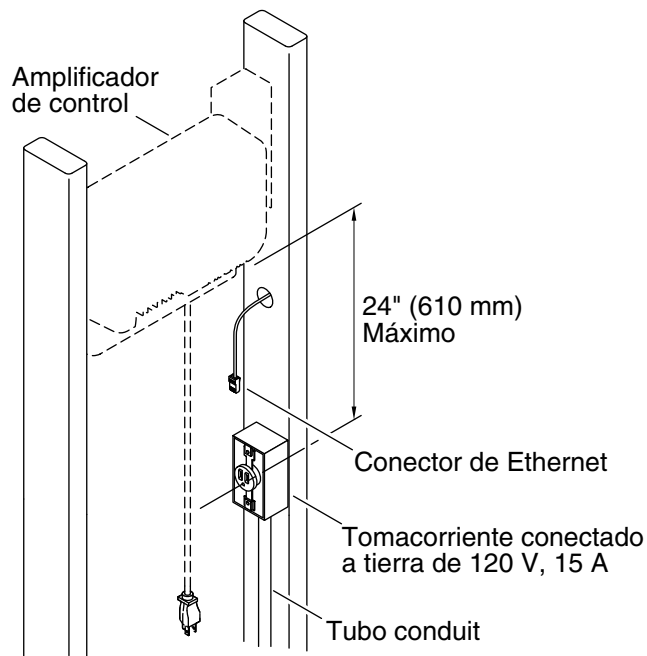 Amplificador
de control
24" (610 mm)
Máximo
Conector de Ethernet
Tomacorriente conectado
a tierra de 120 V, 15 A
Tubo conduit